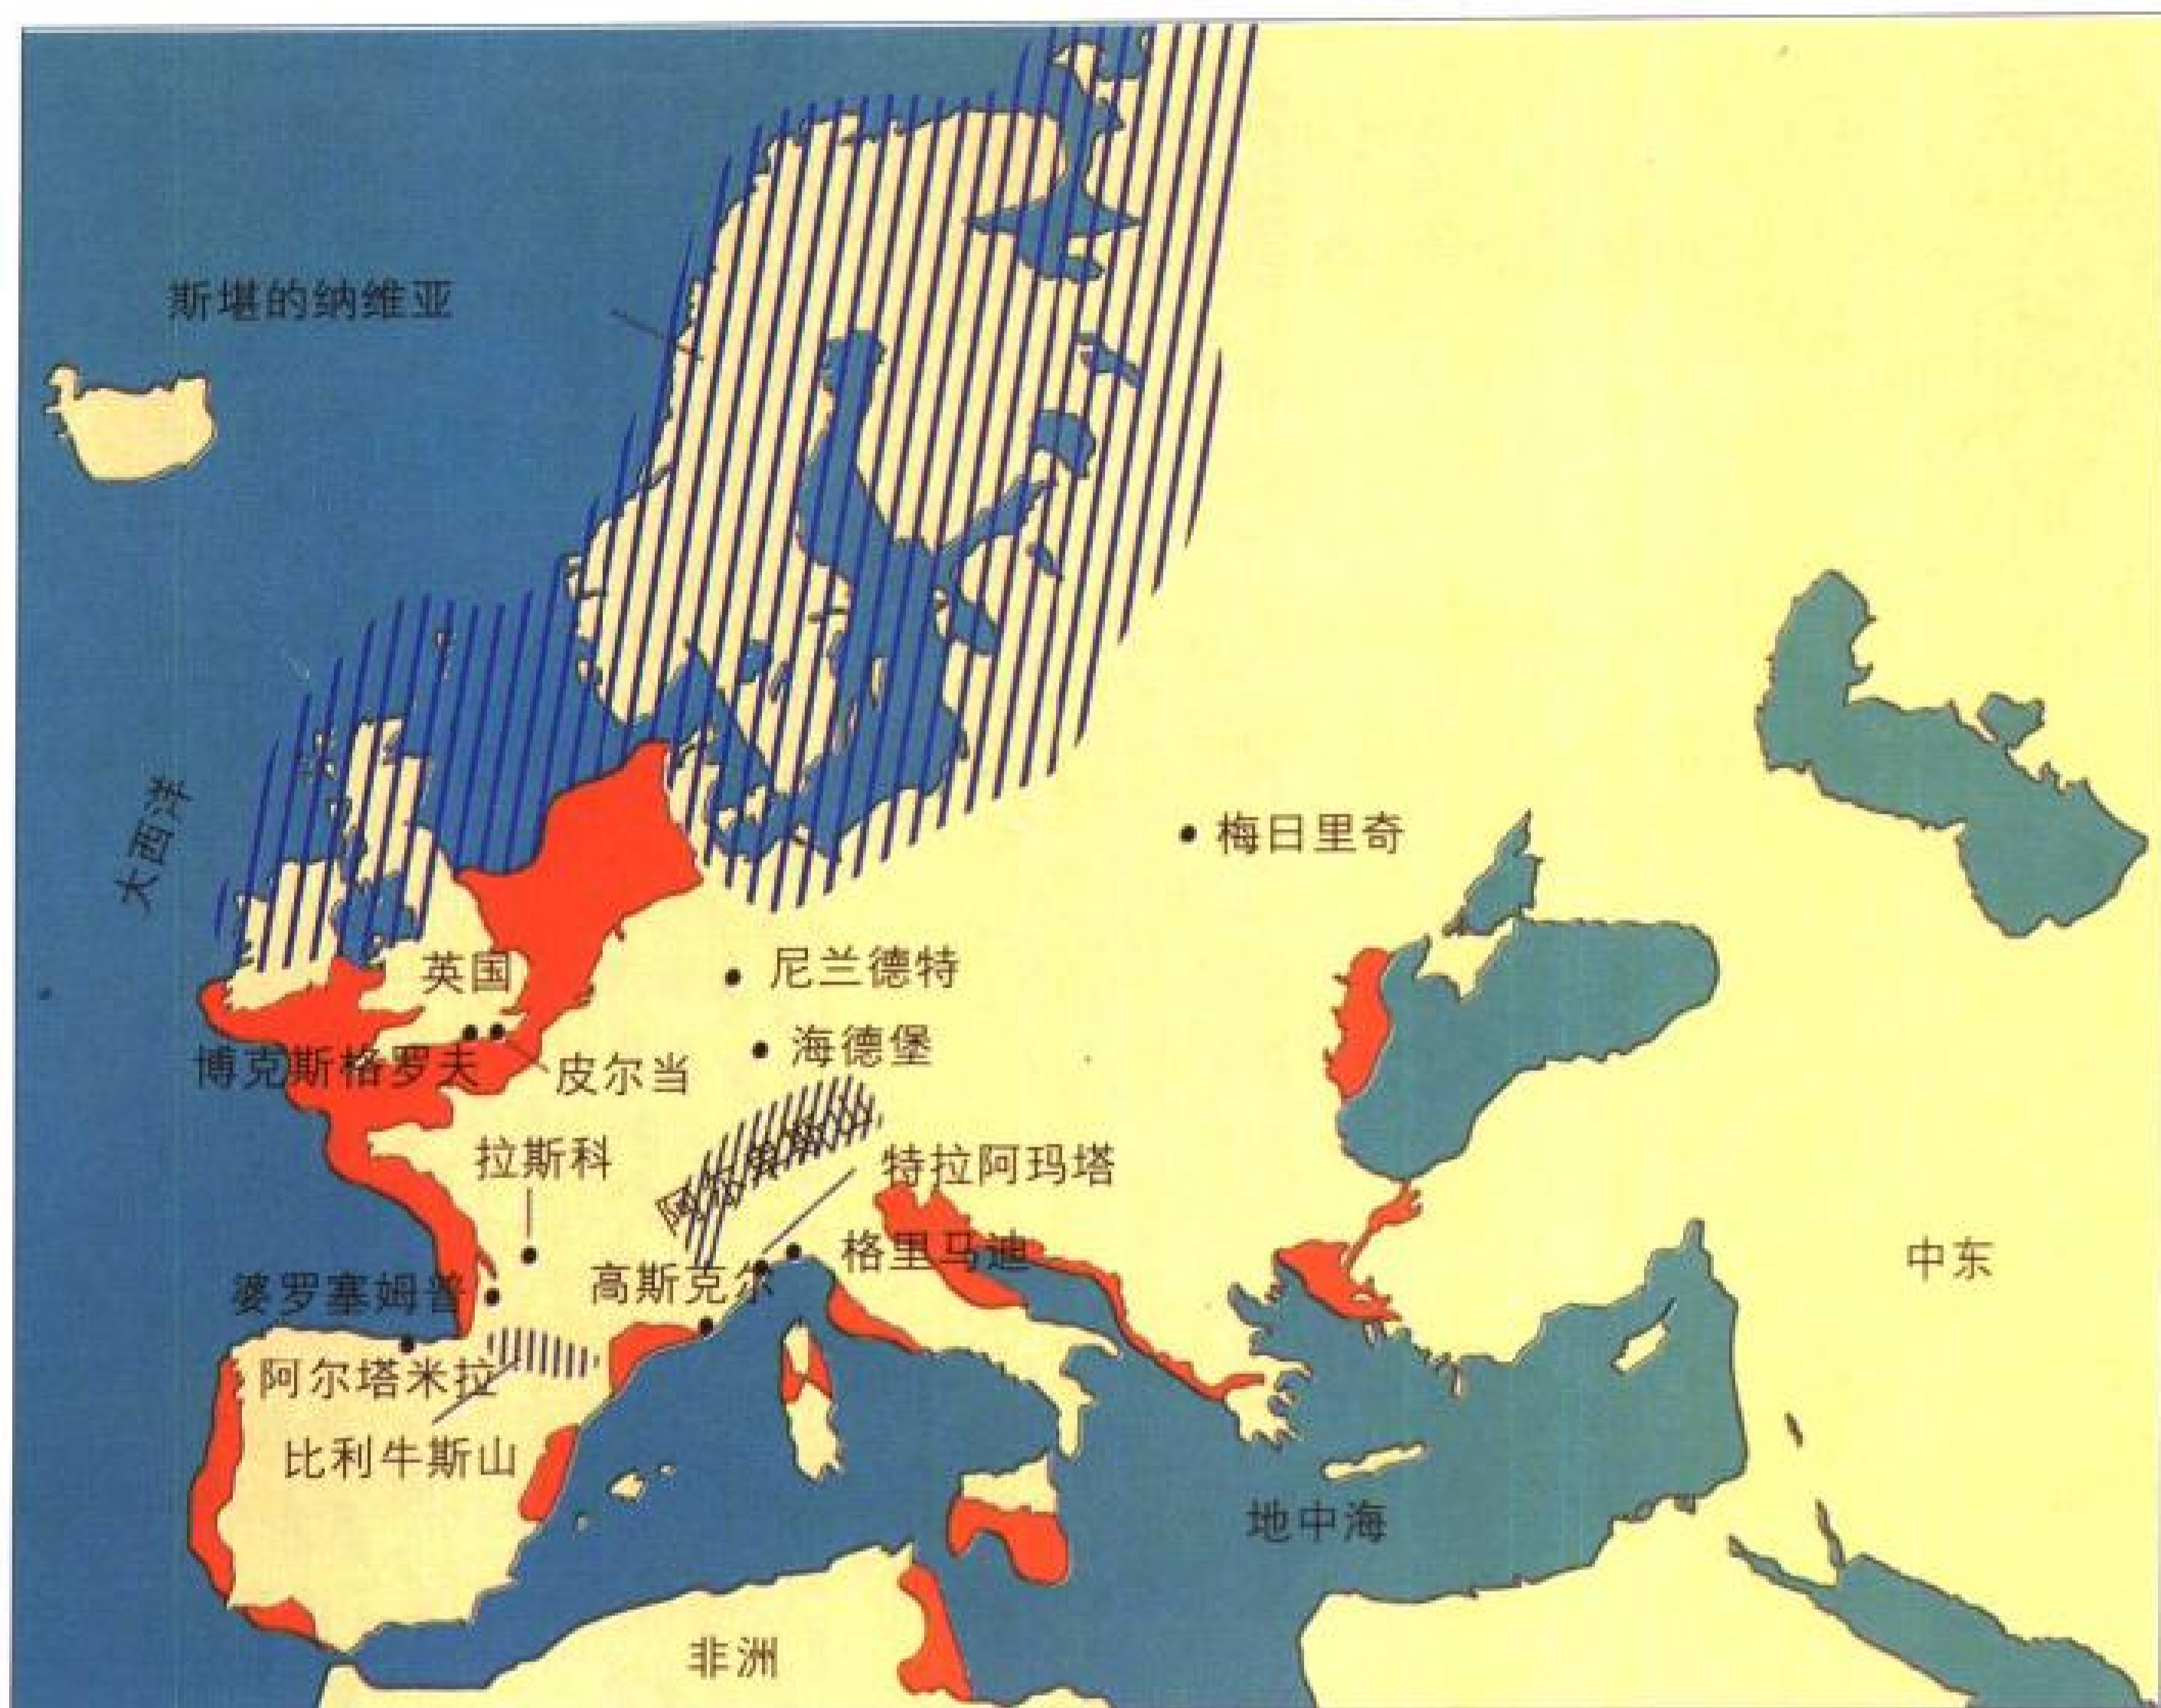 斯堪的纳维亚
大西洋
梅日里奇
英国
尼兰德特
海德堡
博克斯格罗夫
皮尔当
拉斯科
特拉阿玛塔
格里马迪
高斯克尔
婆罗塞姆普
中东
阿尔塔米拉
比利牛斯山
地中海
非洲